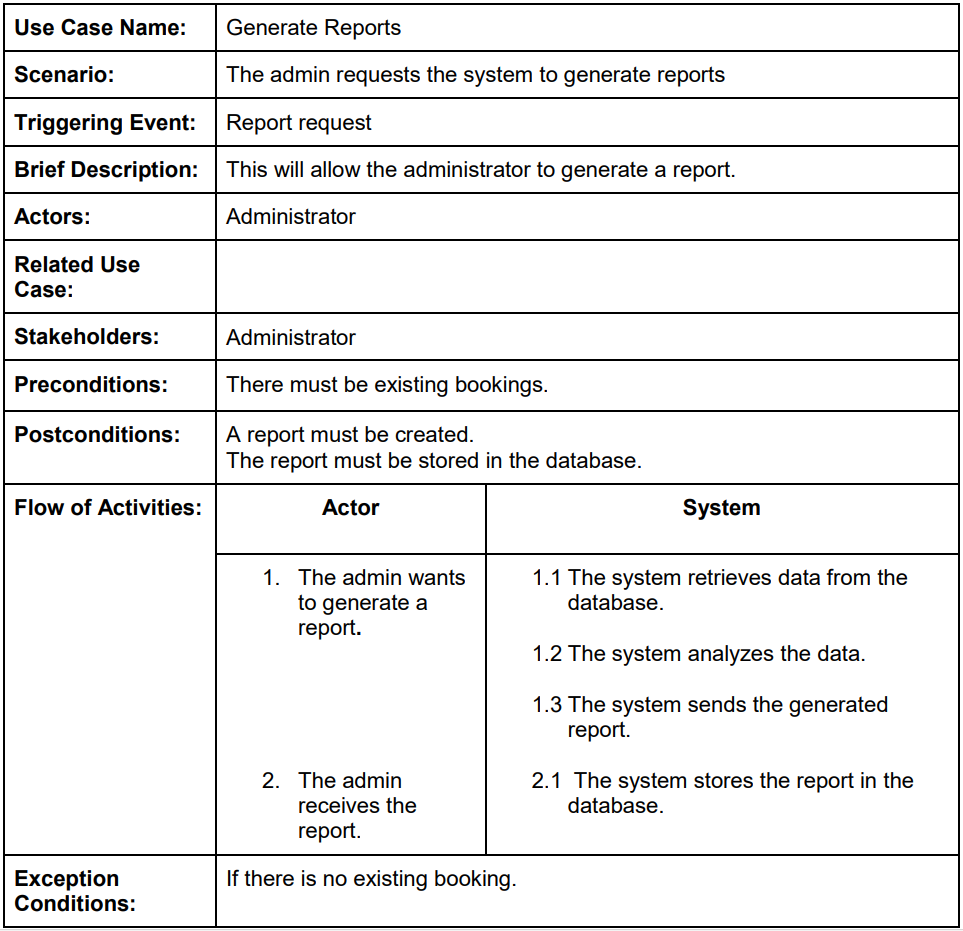 Use Case Name: Generate Reports
Scenario: The admin requests the system to generate reports
Triggering Event: Report request
Brief Description: This will allow the administrator to generate a report.
Actors: Administrator
Related Use
Case:
Stakeholders: Administrator
Preconditions: There must be existing bookings.
Postconditions: A report must be created.
The report must be stored in the database.
Flow of Activities: Actor System
1. The admin wants
to generate a
report.
1.1 The system retrieves data from the
database.
1.2 The system analyzes the data.
1.3 The system sends the generated
report.
2. The admin
receives the
report.
2.1 The system stores the report in the
database.
Exception
Conditions:
If there is no existing booking.